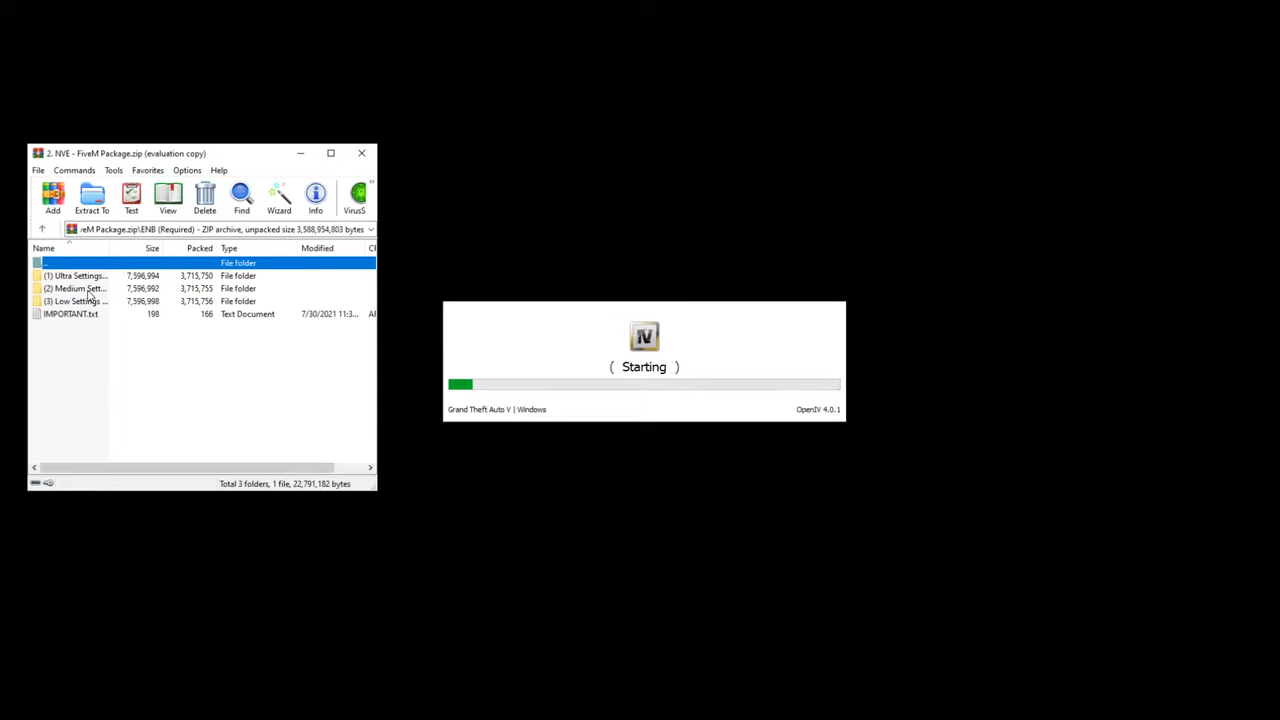 2. NVE - FiveM Package.zip (evaluation copy)
File Commands Tools Favorites Options Help
Add Extract To Test View Delete Find Wizard Info VirusS
eM Package.zip\ENB (Required) - ZIP archive, unpacked size 3,588,954,803 bytes
Name Size Packed Type Modified CF
.. File folder
(1) Ultra Settings... 7,596,994 3,715,750 File folder
(2) Medium Sett... 7,596,992 3,715,755 File folder
(3) Low Settings ... 7,596,998 3,715,756 File folder
IMPORTANT.txt 198 166 Text Document 7/30/2021 11:3...
Total 3 folders, 1 file, 22,791,182 bytes
IV
( Starting )
Grand Theft Auto V | Windows OpenIV 4.0.1